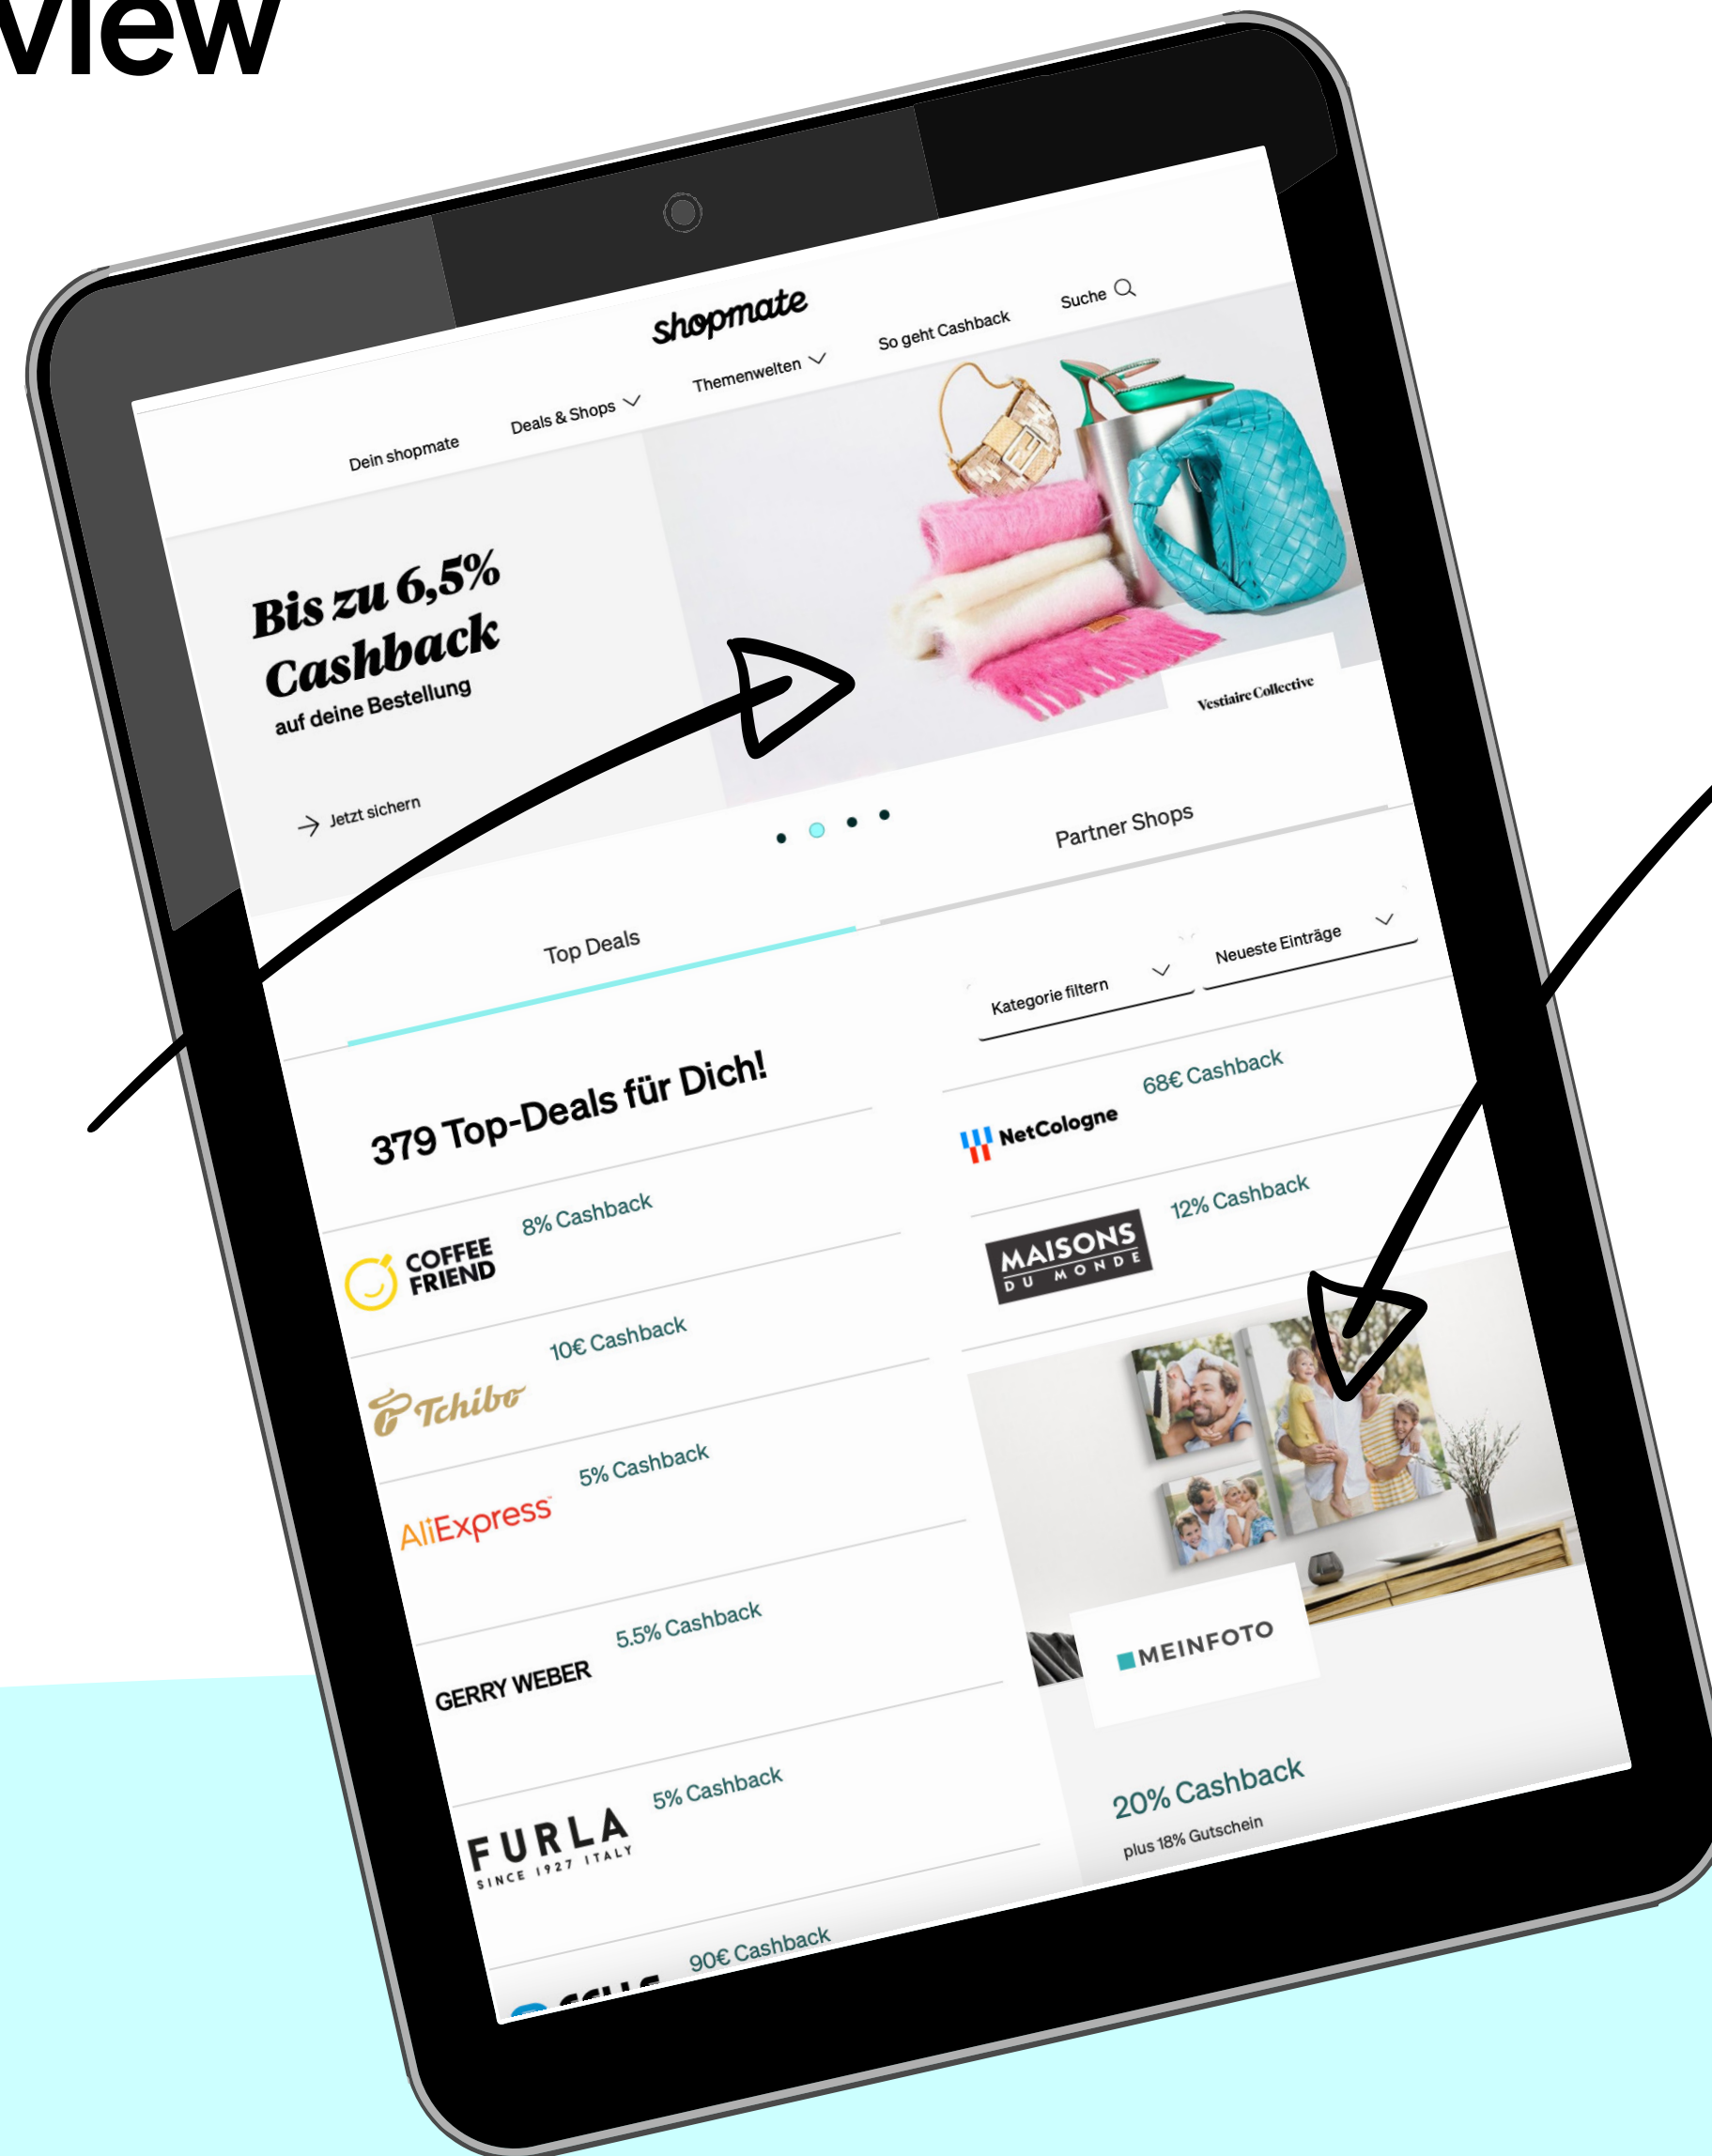 view
shopmate
Dein shopmate
Deals & Shops
Themenwelten
So geht Cashback
Suche
Bis zu 6,5%
Cashback
auf deine Bestellung
Jetzt sichern
Vestiaire Collective
Top Deals
Partner Shops
Kategorie filtern
Neueste Einträge
379 Top-Deals für Dich!
COFFEE
FRIEND
8% Cashback
Tchibo
10€ Cashback
AliExpress
5% Cashback
GERRY WEBER
5.5% Cashback
FURLA
SINCE 1927 ITALY
5% Cashback
90€ Cashback
NetCologne
68€ Cashback
MAISONS
DU MONDE
12% Cashback
MEINFOTO
20% Cashback
plus 18% Gutschein